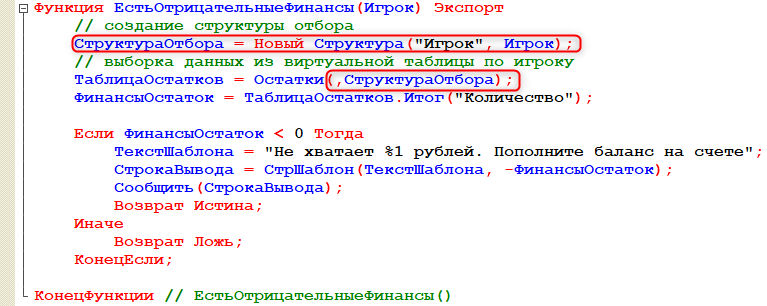 Функция ЕстьОтрицательныеФинансы(Игрок) Экспорт
// создание структуры отбора
СтруктураОтбора = Новый Структура("Игрок", Игрок);
// выборка данных из виртуальной таблицы по игроку
ТаблицаОстатков = Остатки(,СтруктураОтбора);
ФинансыОстаток = ТаблицаОстатков.Итог("Количество");
Если ФинансыОстаток < 0 Тогда
ТекстШаблона = "Не хватает %1 рублей. Пополните баланс на счете";
СтрокаВывода = СтрШаблон(ТекстШаблона, -ФинансыОстаток);
Сообщить(СтрокаВывода);
Возврат Истина;
Иначе
Возврат Ложь;
КонецЕсли;
КонецФункции // ЕстьОтрицательныеФинансы()